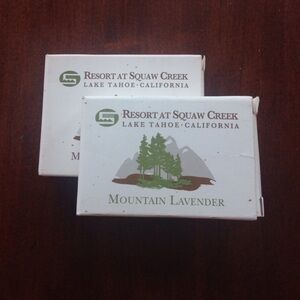 RESORT AT SQUAW CREEK
LAKE TAHOE · CALIFORNIA
M
RESORT AT SQUAW CREEK
LAKE TAHOE · CALIFORNIA
MOUNTAIN LAVENDER